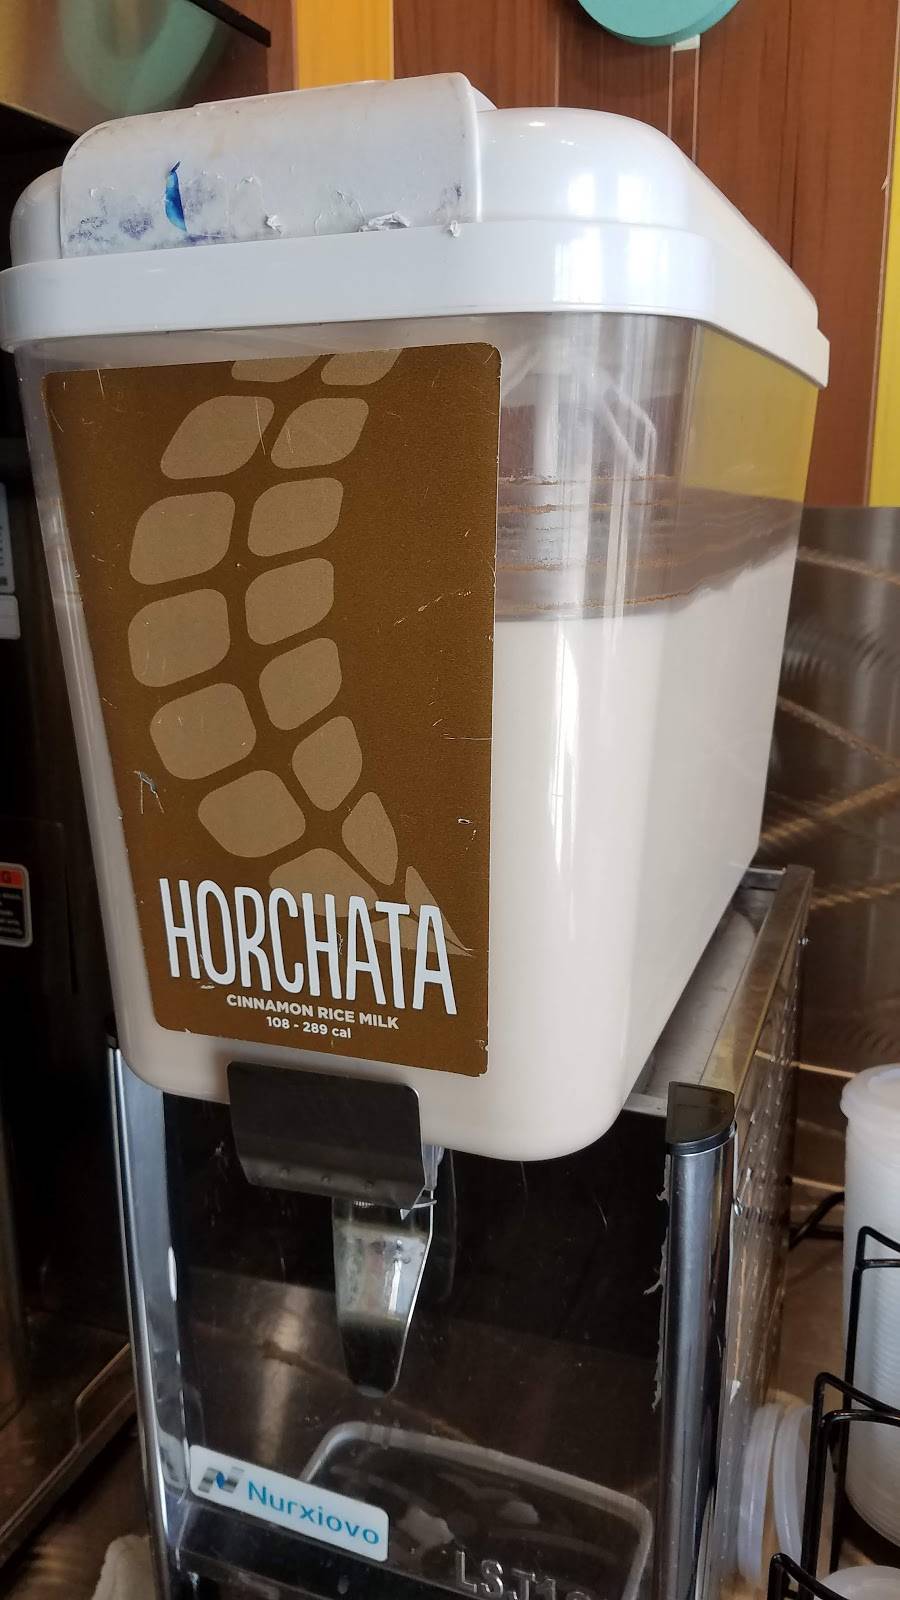 HORCHATA
CINNAMON RICE MILK
108 - 289 cal
Nurxiovo